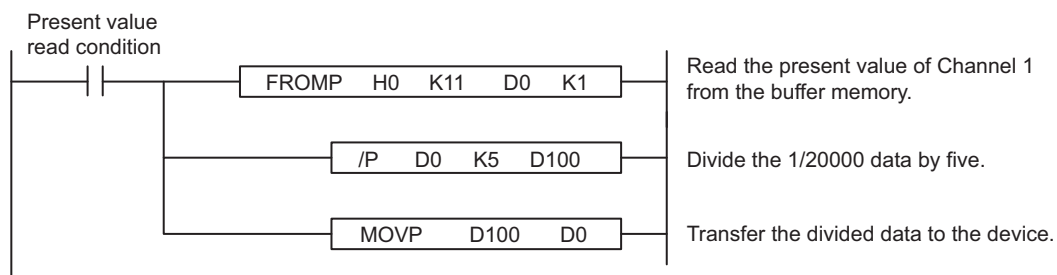 Present value
read condition
FROMP H0 K11 D0 K1
Read the present value of Channel 1
from the buffer memory.
/P D0 K5 D100
Divide the 1/20000 data by five.
MOVP D100 D0
Transfer the divided data to the device.